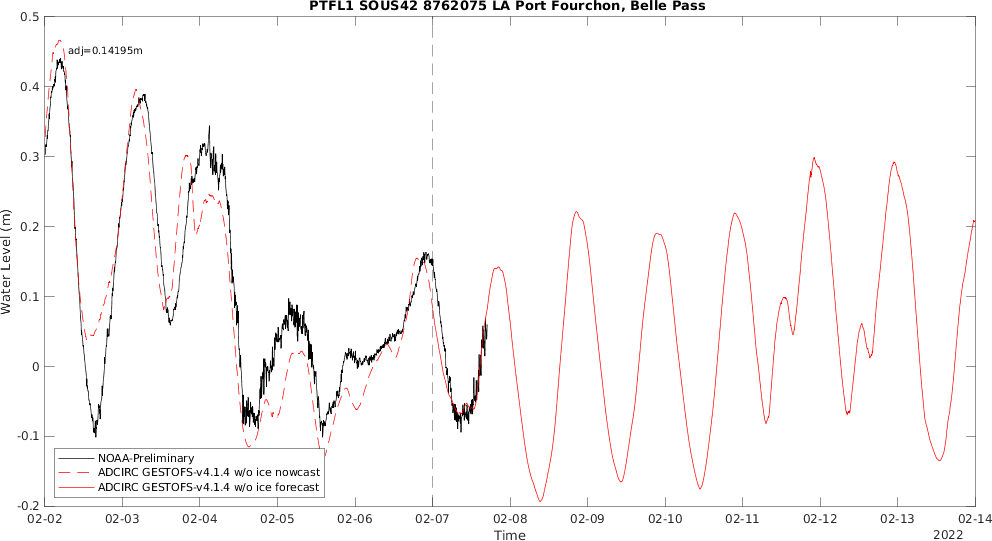 PTFL1 SOUS42 8762075 LA Port Fourchon, Belle Pass
adj=0.14195m
0.5
0.4
0.3
0.2
0.1
0
-0.1
-0.2
Water Level (m)
NOAA-Preliminary
ADCIRC GESTOFS-v4.1.4 w/o ice nowcast
ADCIRC GESTOFS-v4.1.4 w/o ice forecast
02-02 02-03 02-04 02-05 02-06 02-07 02-08 02-09 02-10 02-11 02-12 02-13 02-14
Time
2022